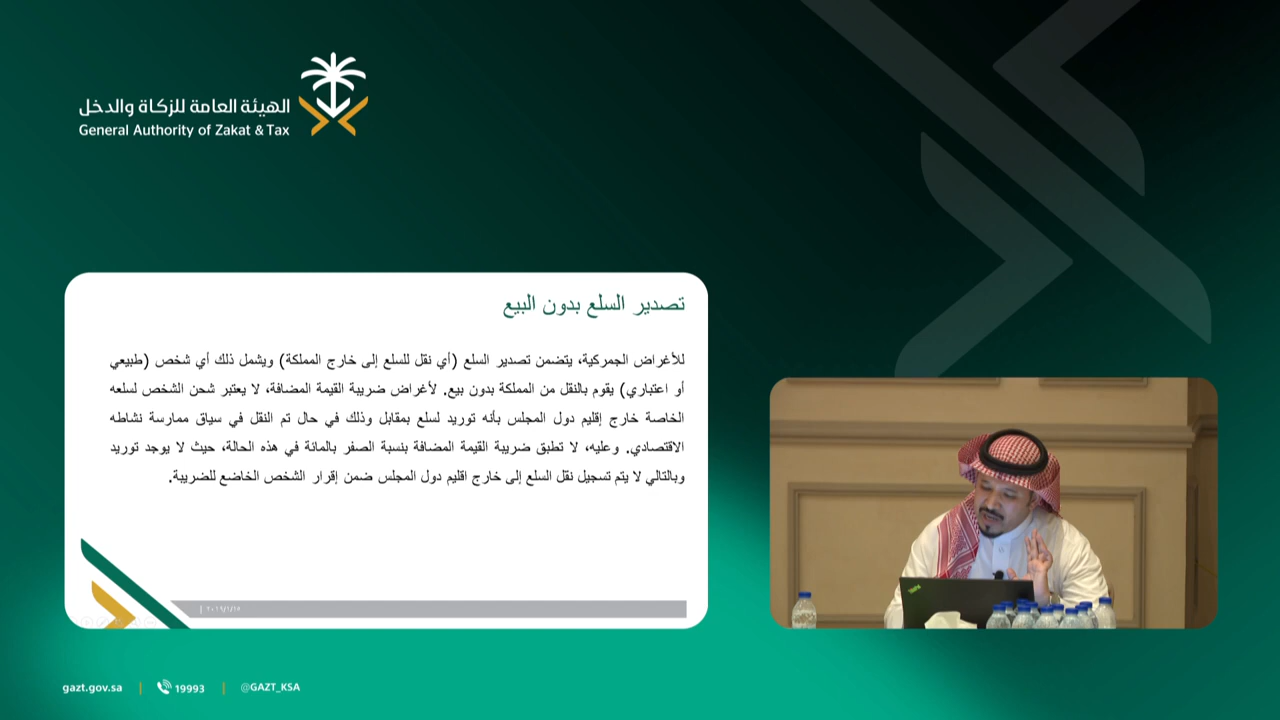 الهيئة العامة للزكاة والدخل
General Authority of Zakat & Tax
تصدير السلع بدون البيع
للأغراض الجمركية، يتضمن تصدير السلع (أي نقل للسلع إلى خارج المملكة) ويشمل ذلك أي شخص (طبيعي
أو اعتباري) يقوم بالنقل من المملكة بدون بيع. لأغراض ضريبة القيمة المضافة، لا يعتبر شحن الشخص لسلعه
الخاصة خارج إقليم دول المجلس بأنه توريد لسلع بمقابل وذلك في حال تم النقل في سياق ممارسة نشاطه
الاقتصادي. وعليه، لا تطبق ضريبة القيمة المضافة بنسبة الصفر بالمائة في هذه الحالة، حيث لا يوجد توريد
وبالتالي لا يتم تسجيل نقل السلع إلى خارج اقليم دول المجلس ضمن إقرار الشخص الخاضع للضريبة.
| ٢٠١٩/١/١٥
gazt.gov.sa | 19993 | @GAZT_KSA